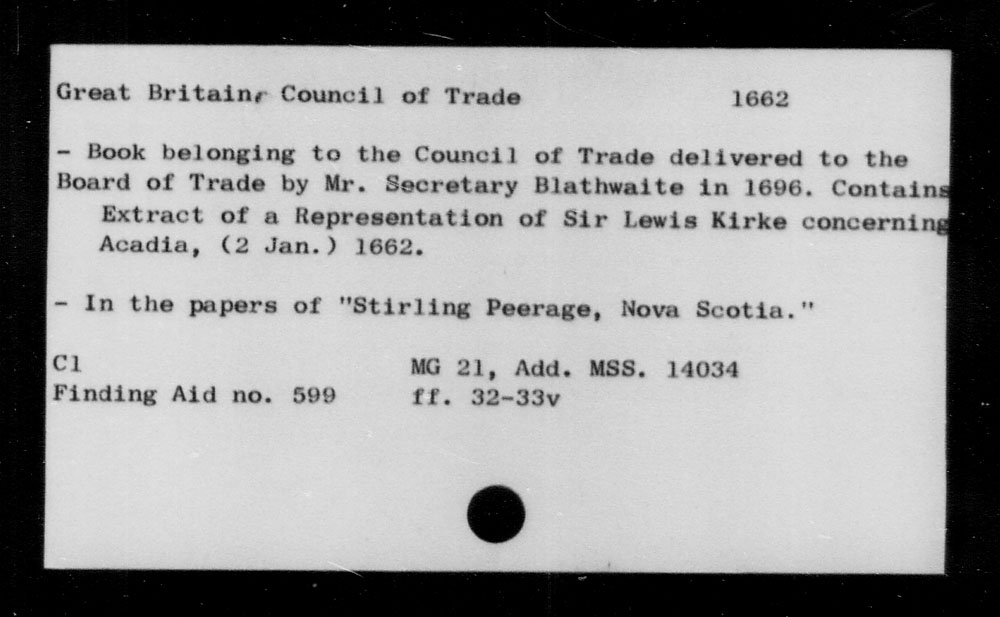 Great Britain, Council of Trade 1662
- Book belonging to the Council of Trade delivered to the
Board of Trade by Mr. Secretary Blathwaite in 1696. Contains
Extract of a Representation of Sir Lewis Kirke concerning
Acadia, (2 Jan.) 1662.
- In the papers of "Stirling Peerage, Nova Scotia."
C1 MG 21, Add. MSS. 14034
Finding Aid no. 599 ff. 32-33v